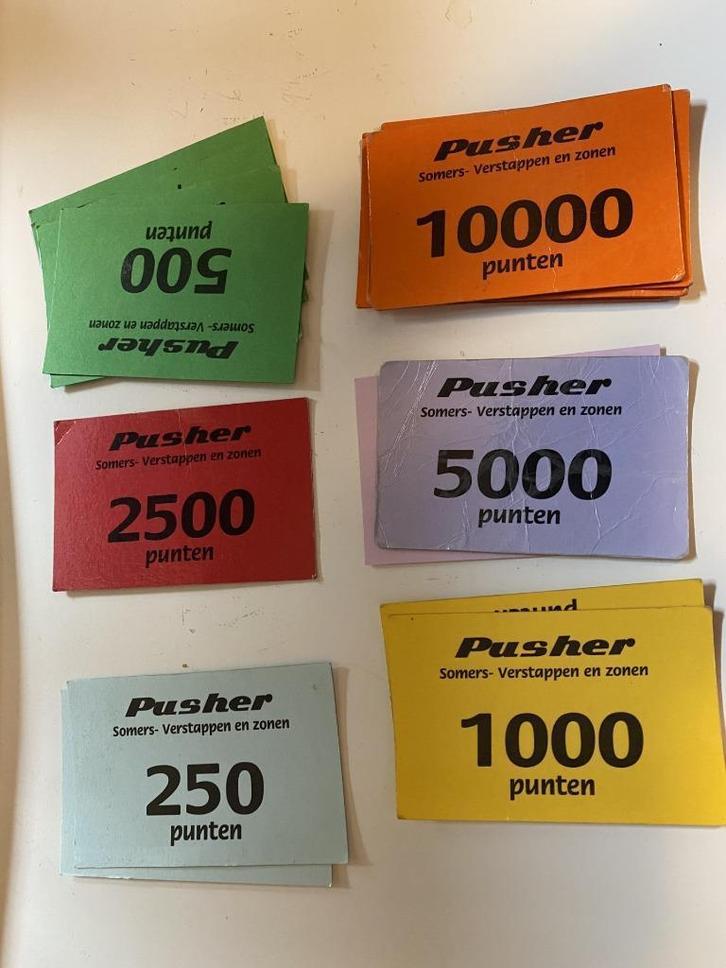 punten
500
Somers- Verstappen en zonen
Pusher
Pusher
Somers- Verstappen en zonen
10000
punten
Pusher
Somers- Verstappen en zonen
2500
punten
Pusher
Somers- Verstappen en zonen
5000
punten
Pusher
Somers- Verstappen en zonen
250
punten
punten
Pusher
Somers- Verstappen en zonen
1000
punten